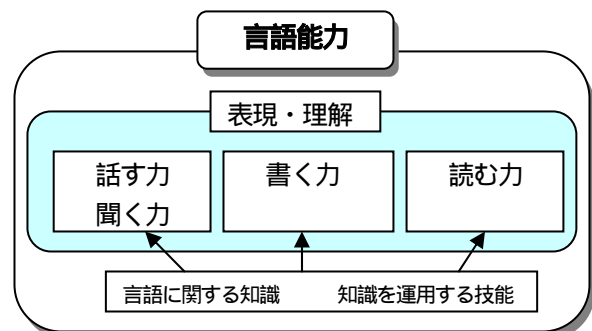 言語能力
表現・理解
話す力
聞く力
書く力
読む力
言語に関する知識 知識を運用する技能